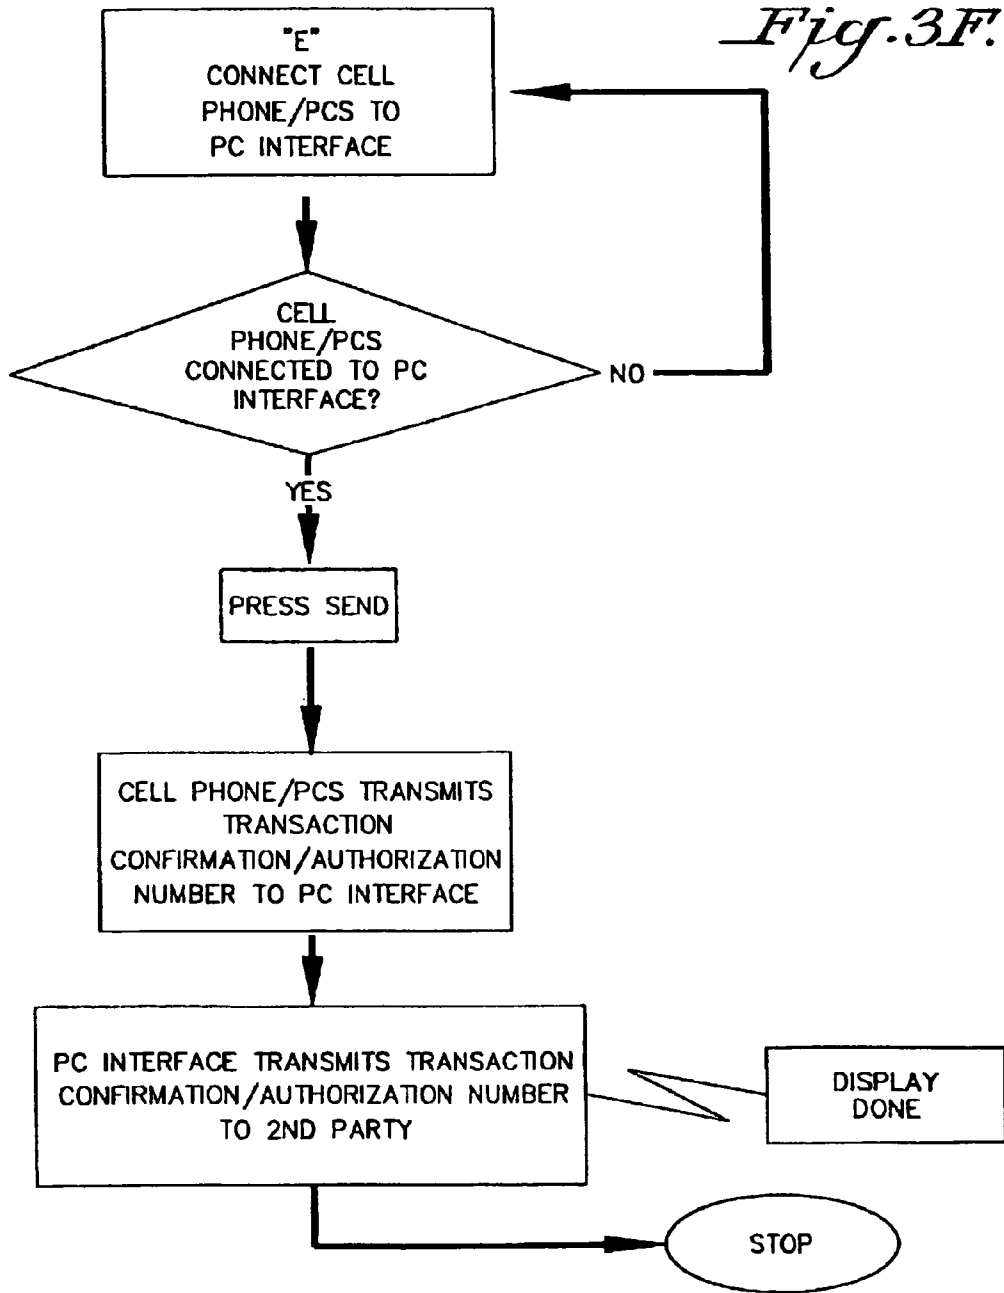 Fig. 3F.
"E"
CONNECT CELL
PHONE/PCS TO
PC INTERFACE
CELL
PHONE/PCS
CONNECTED TO PC
INTERFACE?
NO
YES
PRESS SEND
CELL PHONE/PCS TRANSMITS
TRANSACTION
CONFIRMATION/AUTHORIZATION
NUMBER TO PC INTERFACE
PC INTERFACE TRANSMITS TRANSACTION
CONFIRMATION/AUTHORIZATION NUMBER
TO 2ND PARTY
DISPLAY
DONE
STOP